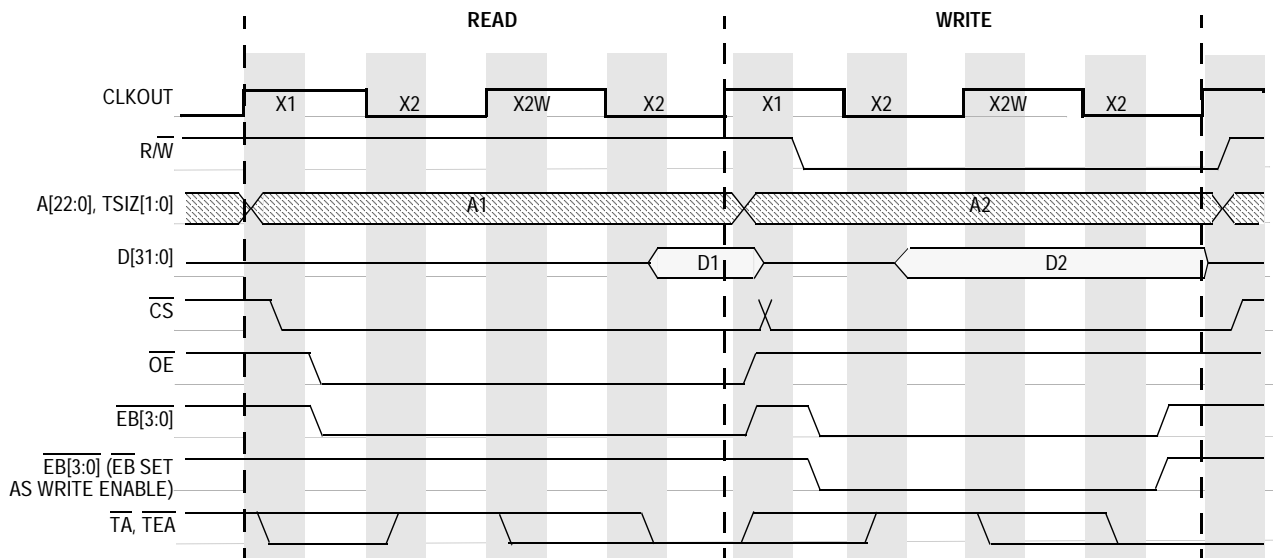 READ WRITE
CLKOUT X1 X2 X2W X2 X1 X2 X2W X2
R/W
A[22:0], TSIZ[1:0] A1 A2
D[31:0] D1 D2
CS
OE
EB[3:0]
EB[3:0] (EB SET
AS WRITE ENABLE)
TA, TEA